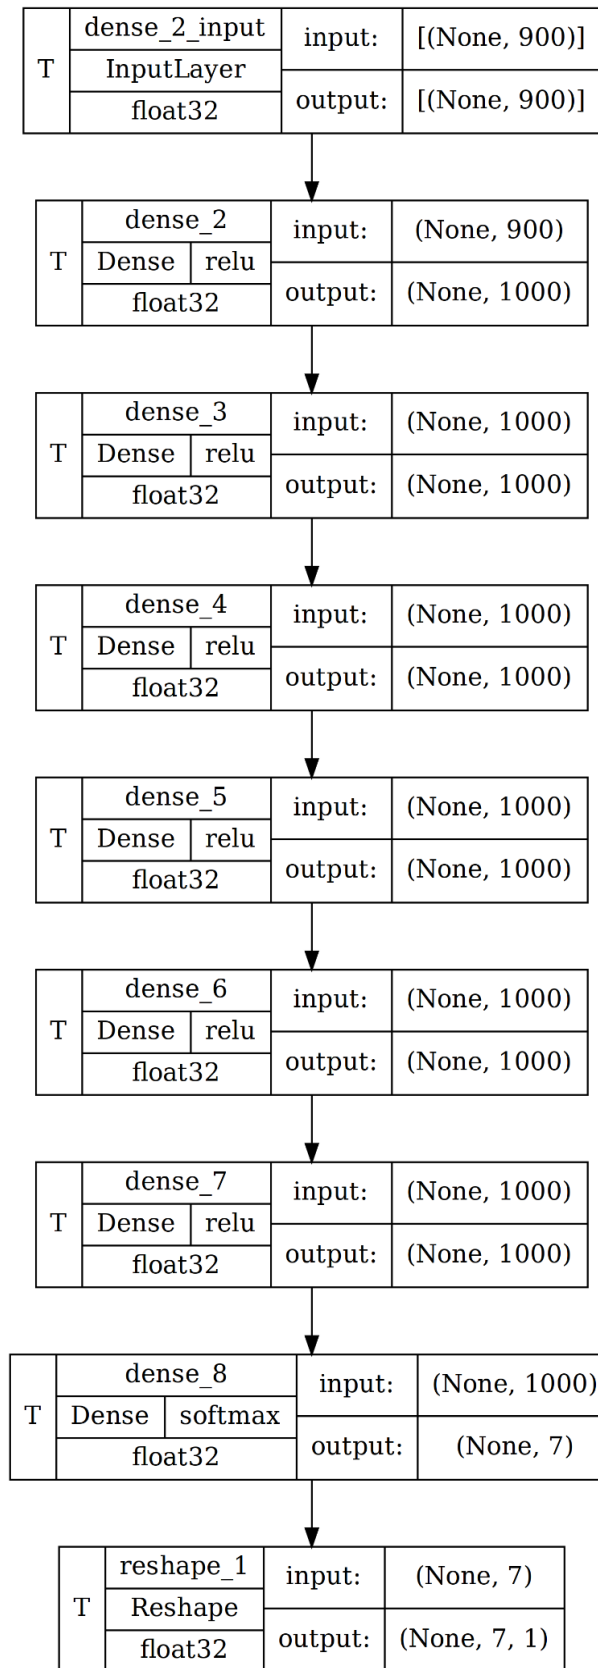 T
dense_2_input
InputLayer
float32
input:
[(None, 900)]
output:
[(None, 900)]
T
dense_2
Dense
relu
float32
input:
(None, 900)
output:
(None, 1000)
T
dense_3
Dense
relu
float32
input:
(None, 1000)
output:
(None, 1000)
T
dense_4
Dense
relu
float32
input:
(None, 1000)
output:
(None, 1000)
T
dense_5
Dense
relu
float32
input:
(None, 1000)
output:
(None, 1000)
T
dense_6
Dense
relu
float32
input:
(None, 1000)
output:
(None, 1000)
T
dense_7
Dense
relu
float32
input:
(None, 1000)
output:
(None, 1000)
T
dense_8
Dense
softmax
float32
input:
(None, 1000)
output:
(None, 7)
T
reshape_1
Reshape
float32
input:
(None, 7)
output:
(None, 7, 1)